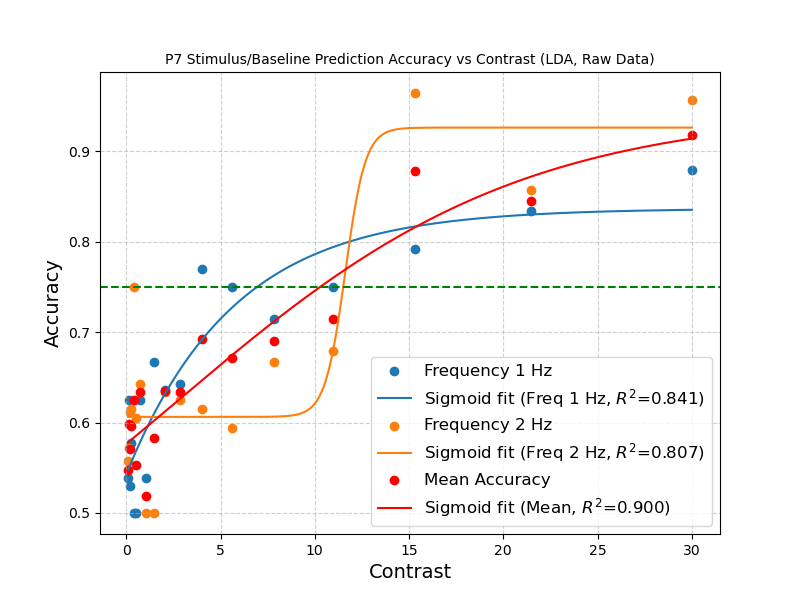 P7 Stimulus/Baseline Prediction Accuracy vs Contrast (LDA, Raw Data)
Accuracy
0.9
0.8
0.7
0.6
0.5
Frequency 1 Hz
Sigmoid fit (Freq 1 Hz, R²=0.841)
Frequency 2 Hz
Sigmoid fit (Freq 2 Hz, R²=0.807)
Mean Accuracy
Sigmoid fit (Mean, R²=0.900)
0 5 10 15 20 25 30
Contrast